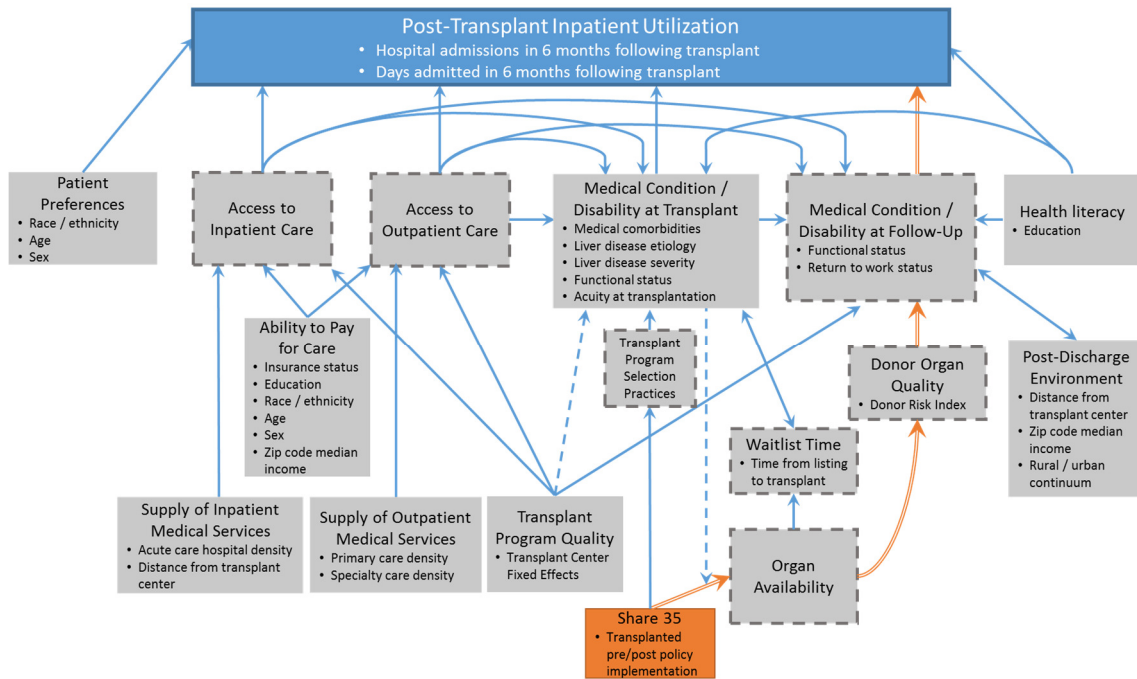 Post-Transplant Inpatient Utilization
• Hospital admissions in 6 months following transplant
• Days admitted in 6 months following transplant
Patient
Preferences
• Race / ethnicity
• Age
• Sex
Access to
Inpatient Care
Access to
Outpatient Care
Medical Condition /
Disability at Transplant
• Medical comorbidities
• Liver disease etiology
• Liver disease severity
• Functional status
• Acuity at transplantation
Medical Condition /
Disability at Follow-Up
• Functional status
• Return to work status
Health literacy
• Education
Ability to Pay
for Care
• Insurance status
• Education
• Race / ethnicity
• Age
• Sex
• Zip code median
income
Transplant
Program
Selection
Practices
Donor Organ
Quality
• Donor Risk Index
Post-Discharge
Environment
• Distance from
transplant center
• Zip code median
income
• Rural / urban
continuum
Waitlist Time
• Time from listing
to transplant
Supply of Inpatient
Medical Services
• Acute care hospital density
• Distance from transplant
center
Supply of Outpatient
Medical Services
• Primary care density
• Specialty care density
Transplant
Program Quality
• Transplant Center
Fixed Effects
Organ
Availability
Share 35
• Transplanted
pre/post policy
implementation